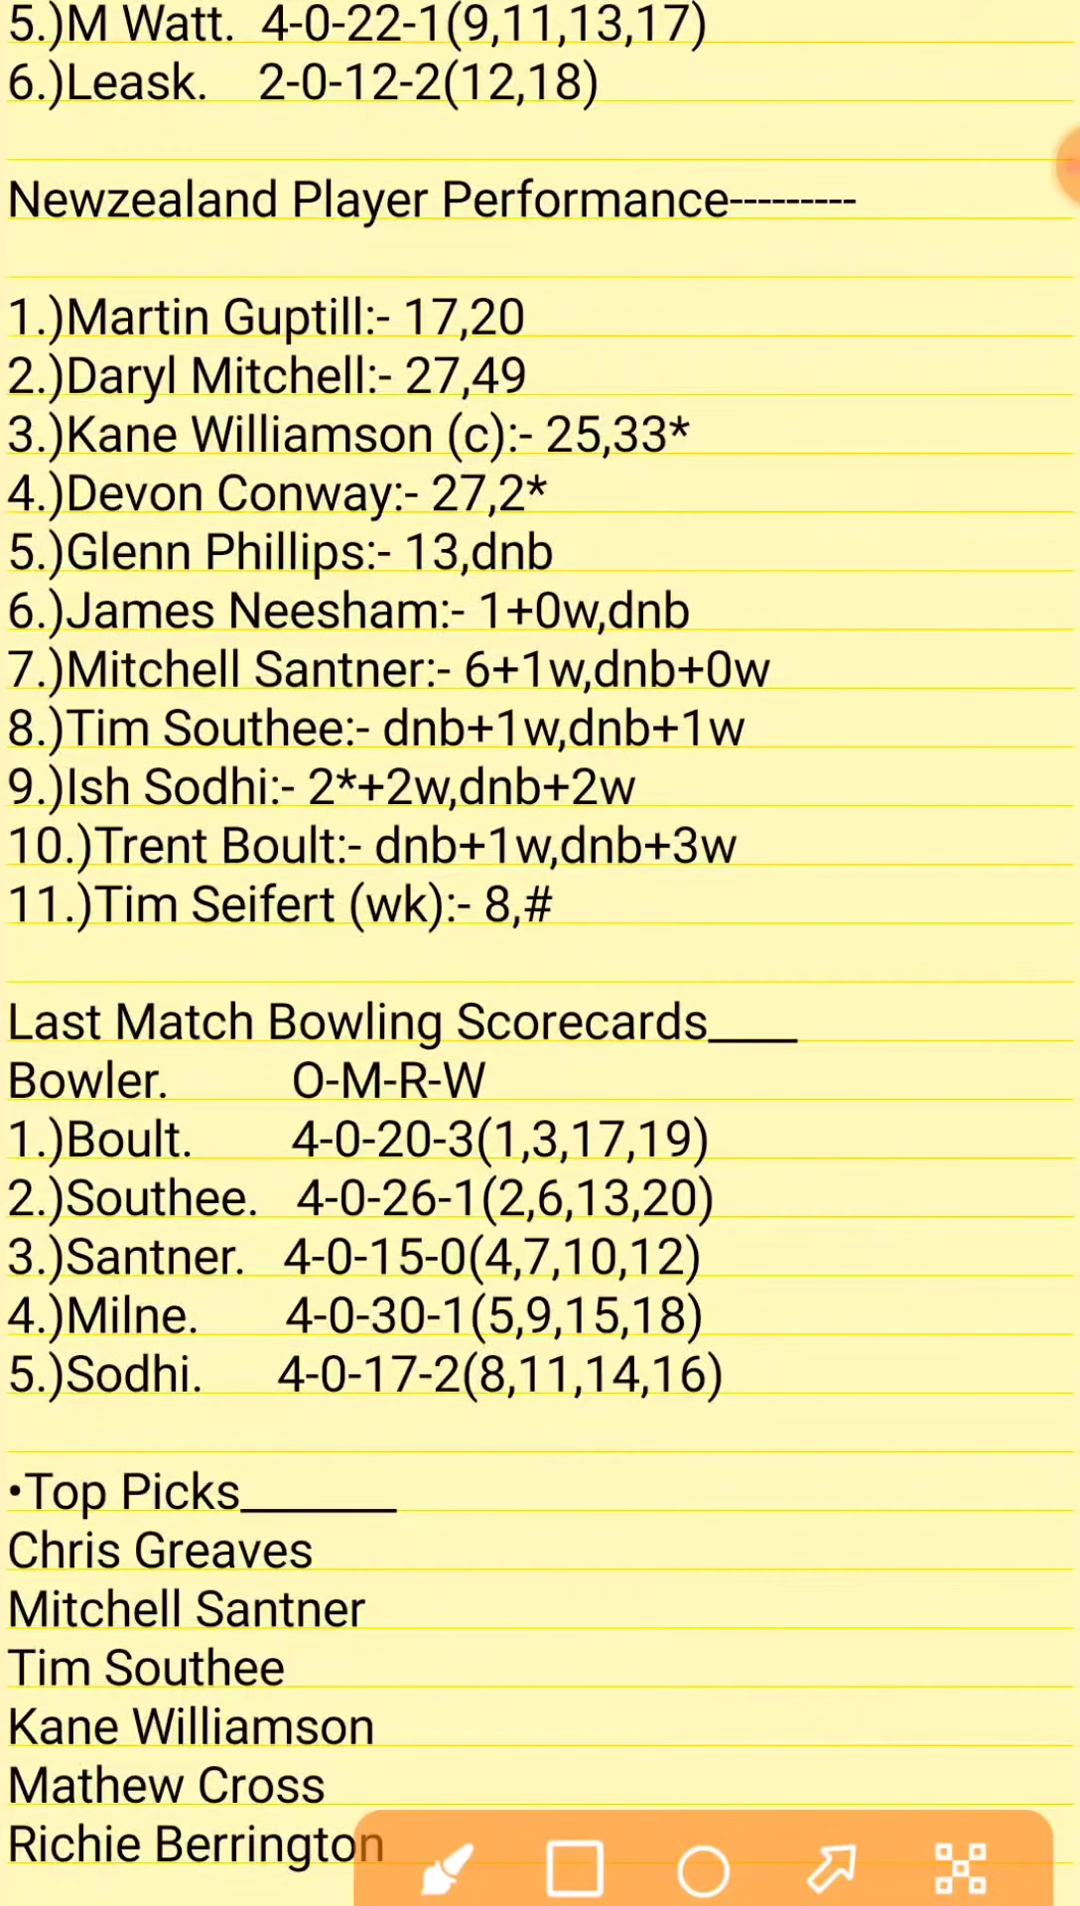 5.)M Watt. 4-0-22-1(9,11,13,17)
6.)Leask. 2-0-12-2(12,18)
Newzealand Player Performance---------
1.)Martin Guptill:- 17,20
2.)Daryl Mitchell:- 27,49
3.)Kane Williamson (c):- 25,33*
4.)Devon Conway:- 27,2*
5.)Glenn Phillips:- 13,dnb
6.)James Neesham:- 1+0w,dnb
7.)Mitchell Santner:- 6+1w,dnb+0w
8.)Tim Southee:- dnb+1w,dnb+1w
9.)Ish Sodhi:- 2*+2w,dnb+2w
10.)Trent Boult:- dnb+1w,dnb+3w
11.)Tim Seifert (wk):- 8,#
Last Match Bowling Scorecards____
Bowler. O-M-R-W
1.)Boult. 4-0-20-3(1,3,17,19)
2.)Southee. 4-0-26-1(2,6,13,20)
3.)Santner. 4-0-15-0(4,7,10,12)
4.)Milne. 4-0-30-1(5,9,15,18)
5.)Sodhi. 4-0-17-2(8,11,14,16)
•Top Picks_______
Chris Greaves
Mitchell Santner
Tim Southee
Kane Williamson
Mathew Cross
Richie Berrington